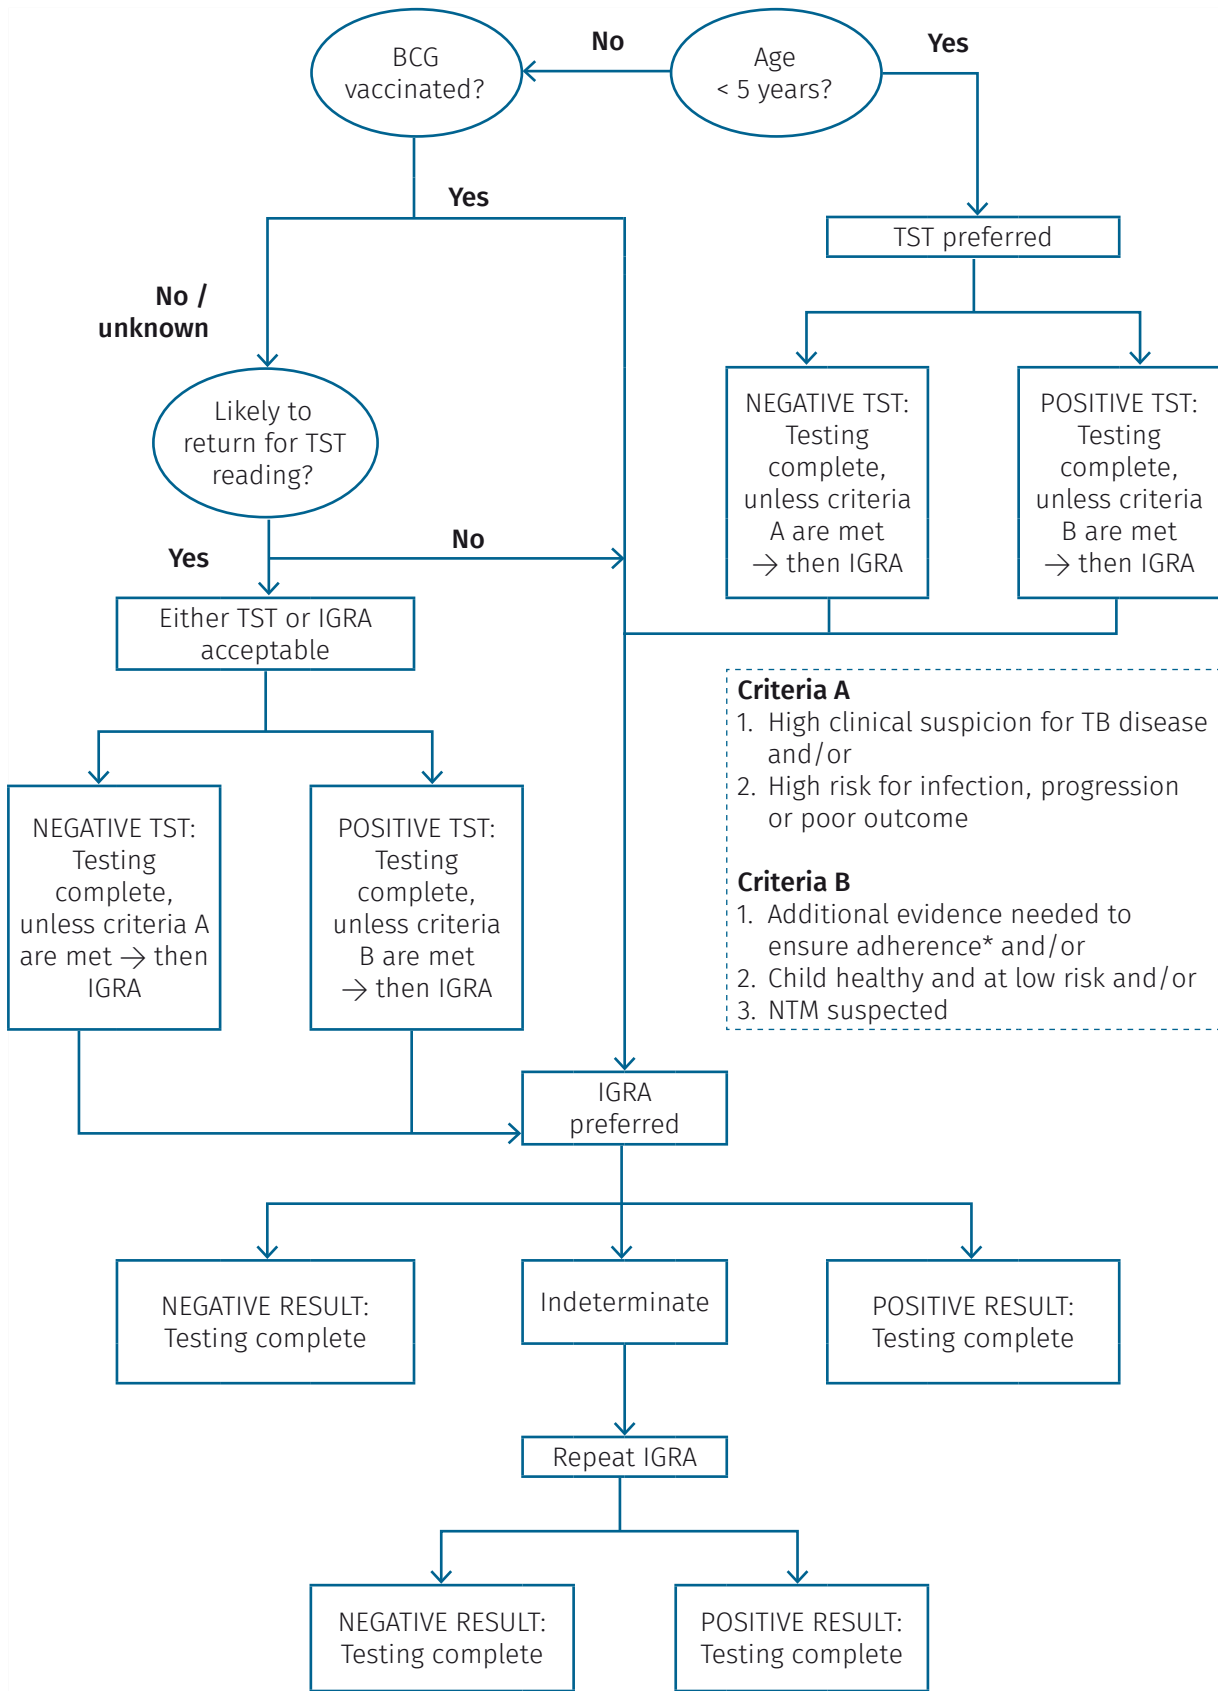 No
Yes
BCG
vaccinated?
Age
< 5 years?
Yes
TST preferred
No /
unknown
Likely to
return for TST
reading?
NEGATIVE TST:
Testing
complete,
unless criteria
A are met
→ then IGRA
POSITIVE TST:
Testing
complete,
unless criteria
B are met
→ then IGRA
No
Yes
Either TST or IGRA
acceptable
Criteria A
1. High clinical suspicion for TB disease
and/or
2. High risk for infection, progression
or poor outcome
Criteria B
1. Additional evidence needed to
ensure adherence* and/or
2. Child healthy and at low risk and/or
3. NTM suspected
NEGATIVE TST:
Testing
complete,
unless criteria A
are met → then
IGRA
POSITIVE TST:
Testing
complete,
unless criteria
B are met
→ then IGRA
IGRA
preferred
NEGATIVE RESULT:
Testing complete
Indeterminate
POSITIVE RESULT:
Testing complete
Repeat IGRA
NEGATIVE RESULT:
Testing complete
POSITIVE RESULT:
Testing complete